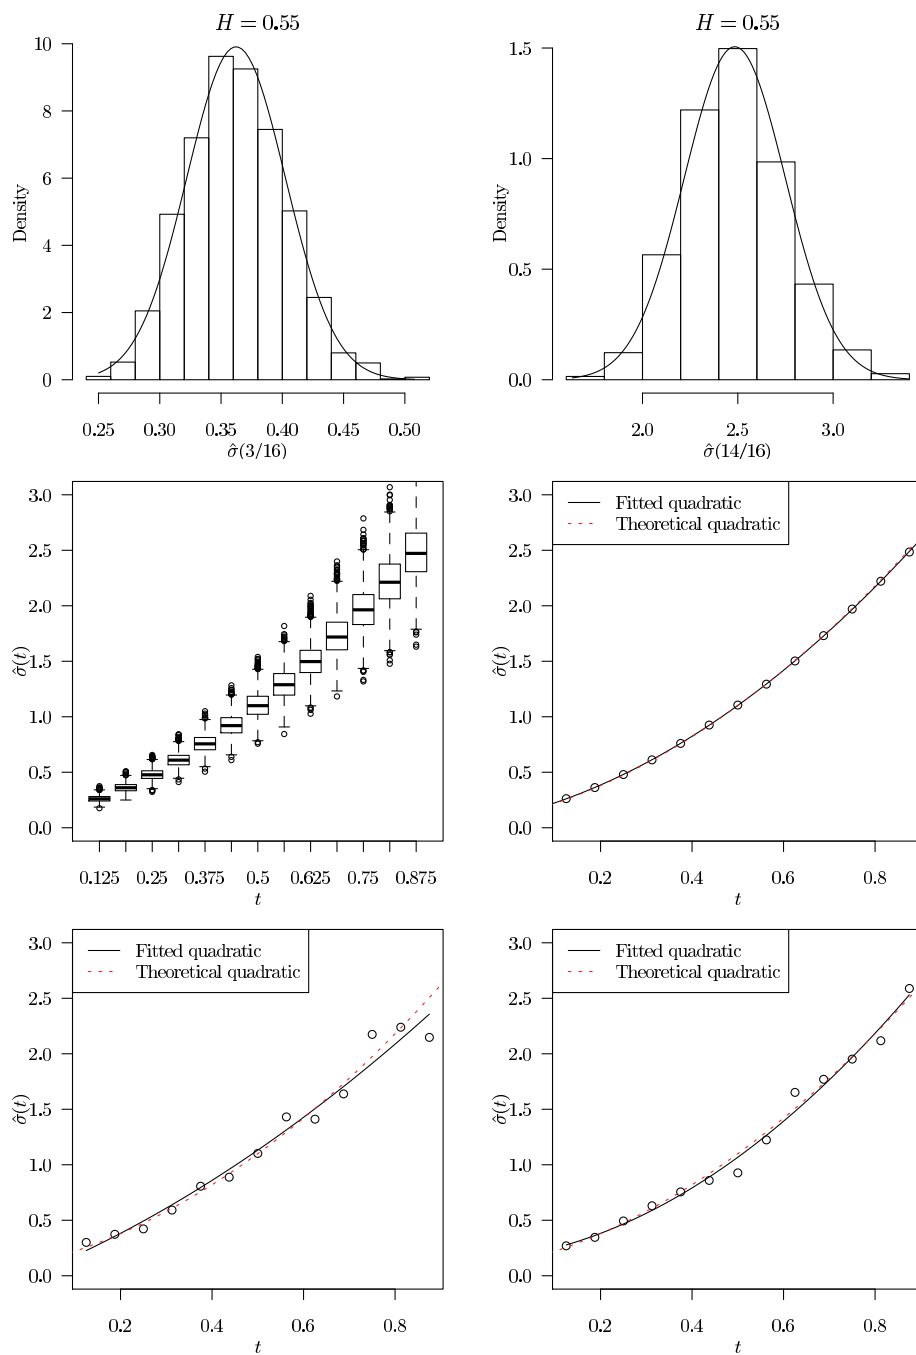 H = 0.55
10
8
6
4
2
0
Density
0.25 0.30 0.35 0.40 0.45 0.50
σ̂(3/16)
H = 0.55
1.5
1.0
0.5
0.0
Density
2.0 2.5 3.0
σ̂(14/16)
3.0
2.5
2.0
1.5
1.0
0.5
0.0
σ̂(t)
0.125 0.25 0.375 0.5 0.625 0.75 0.875
t
Fitted quadratic
Theoretical quadratic
3.0
2.5
2.0
1.5
1.0
0.5
0.0
σ̂(t)
0.2 0.4 0.6 0.8
t
Fitted quadratic
Theoretical quadratic
3.0
2.5
2.0
1.5
1.0
0.5
0.0
σ̂(t)
0.2 0.4 0.6 0.8
t
Fitted quadratic
Theoretical quadratic
3.0
2.5
2.0
1.5
1.0
0.5
0.0
σ̂(t)
0.2 0.4 0.6 0.8
t